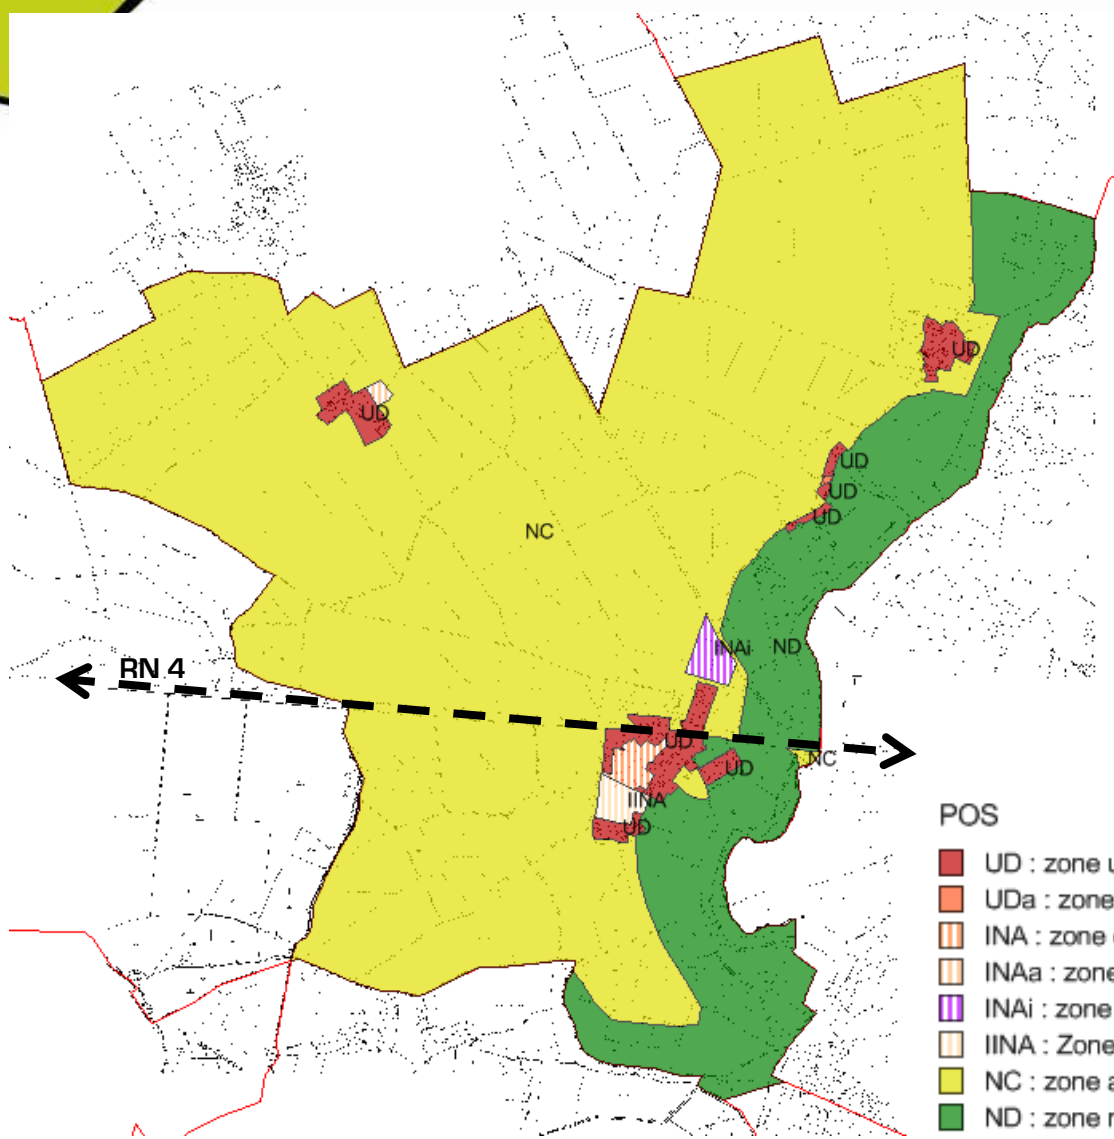 UD
UD
UD
UD
UD
NC
INAi
ND
RN 4
UD
UD
NC
IINA
UD
POS
UD : zone u
UDa : zone
INA : zone
INAa : zone
INAi : zone
IINA : Zone
NC : zone a
ND : zone